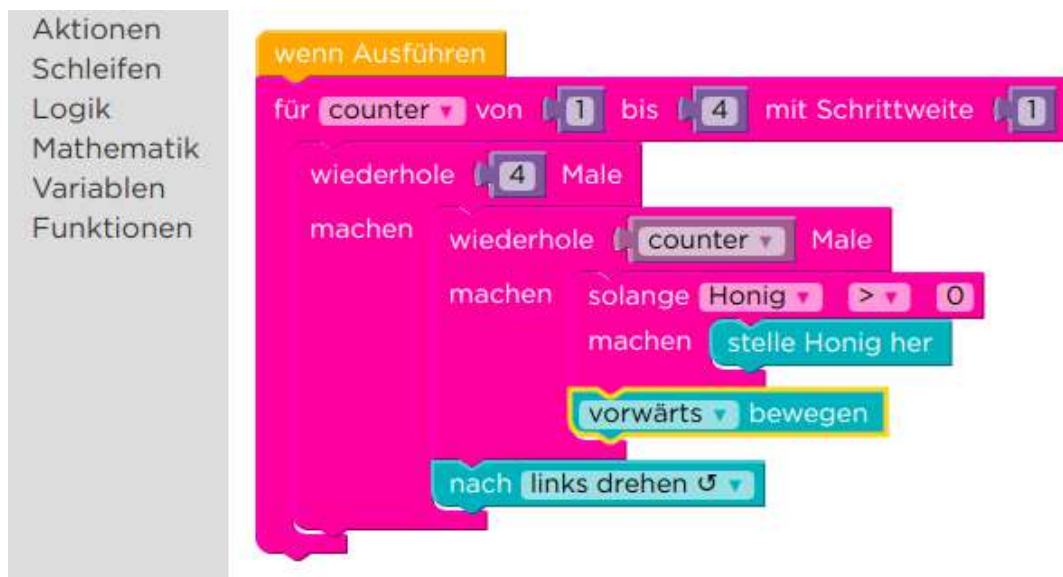 Aktionen
Schleifen
Logik
Mathematik
Variablen
Funktionen
wenn Ausführen
für counter von 1 bis 4 mit Schrittweite 1
wiederhole 4 Male
machen
wiederhole counter Male
machen
solange Honig > 0
machen stelle Honig her
vorwärts bewegen
nach links drehen ↺